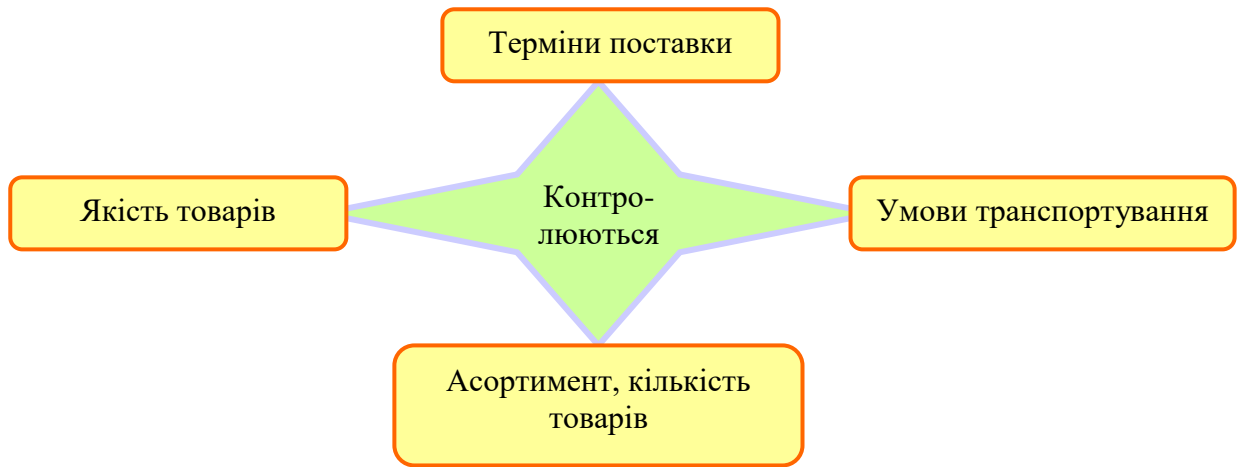 Терміни поставки
Якість товарів
Контро-
люються
Умови транспортування
Асортимент, кількість
товарів